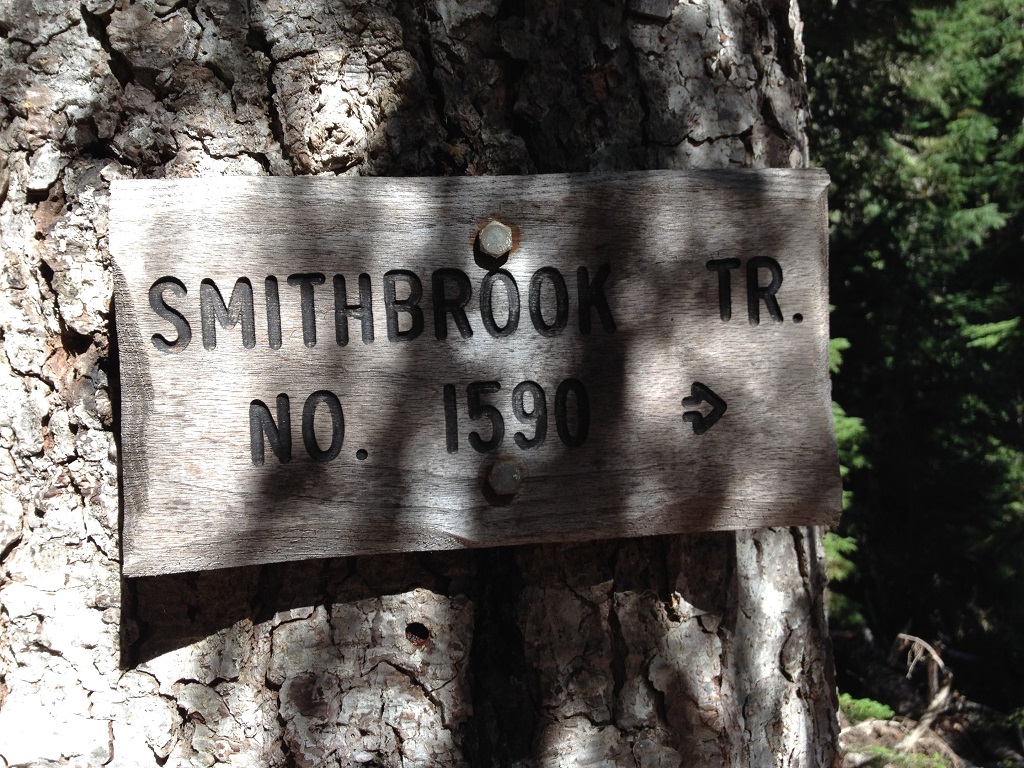 SMITHBROOK TR.
NO. 1590 →